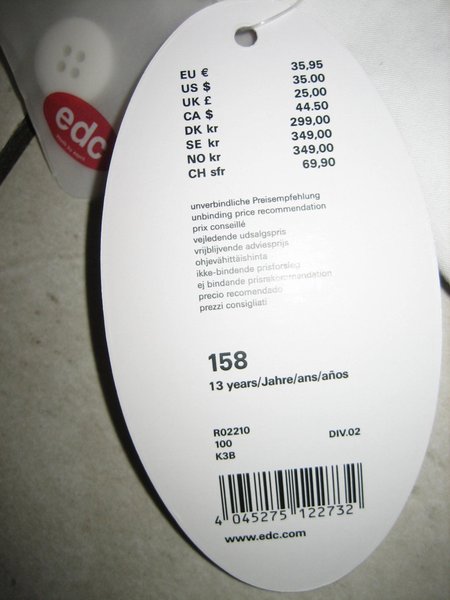 edc
EU € 35,95
US $ 35.00
UK £ 25,00
CA $ 44.50
DK kr 299,00
SE kr 349,00
NO kr 349,00
CH sfr 69,90
unverbindliche Preisempfehlung
unbinding price recommendation
prix conseillé
vejledende udsalgspris
vrijblijvende adviesprijs
ohjevähittäishinta
ikke-bindende prisforslag
ej bindande prisrekommendation
precio recomendado
prezzi consigliati
158
13 years/Jahre/ans/años
R02210
100 DIV.02
K3B
4 045275 122732
www.edc.com